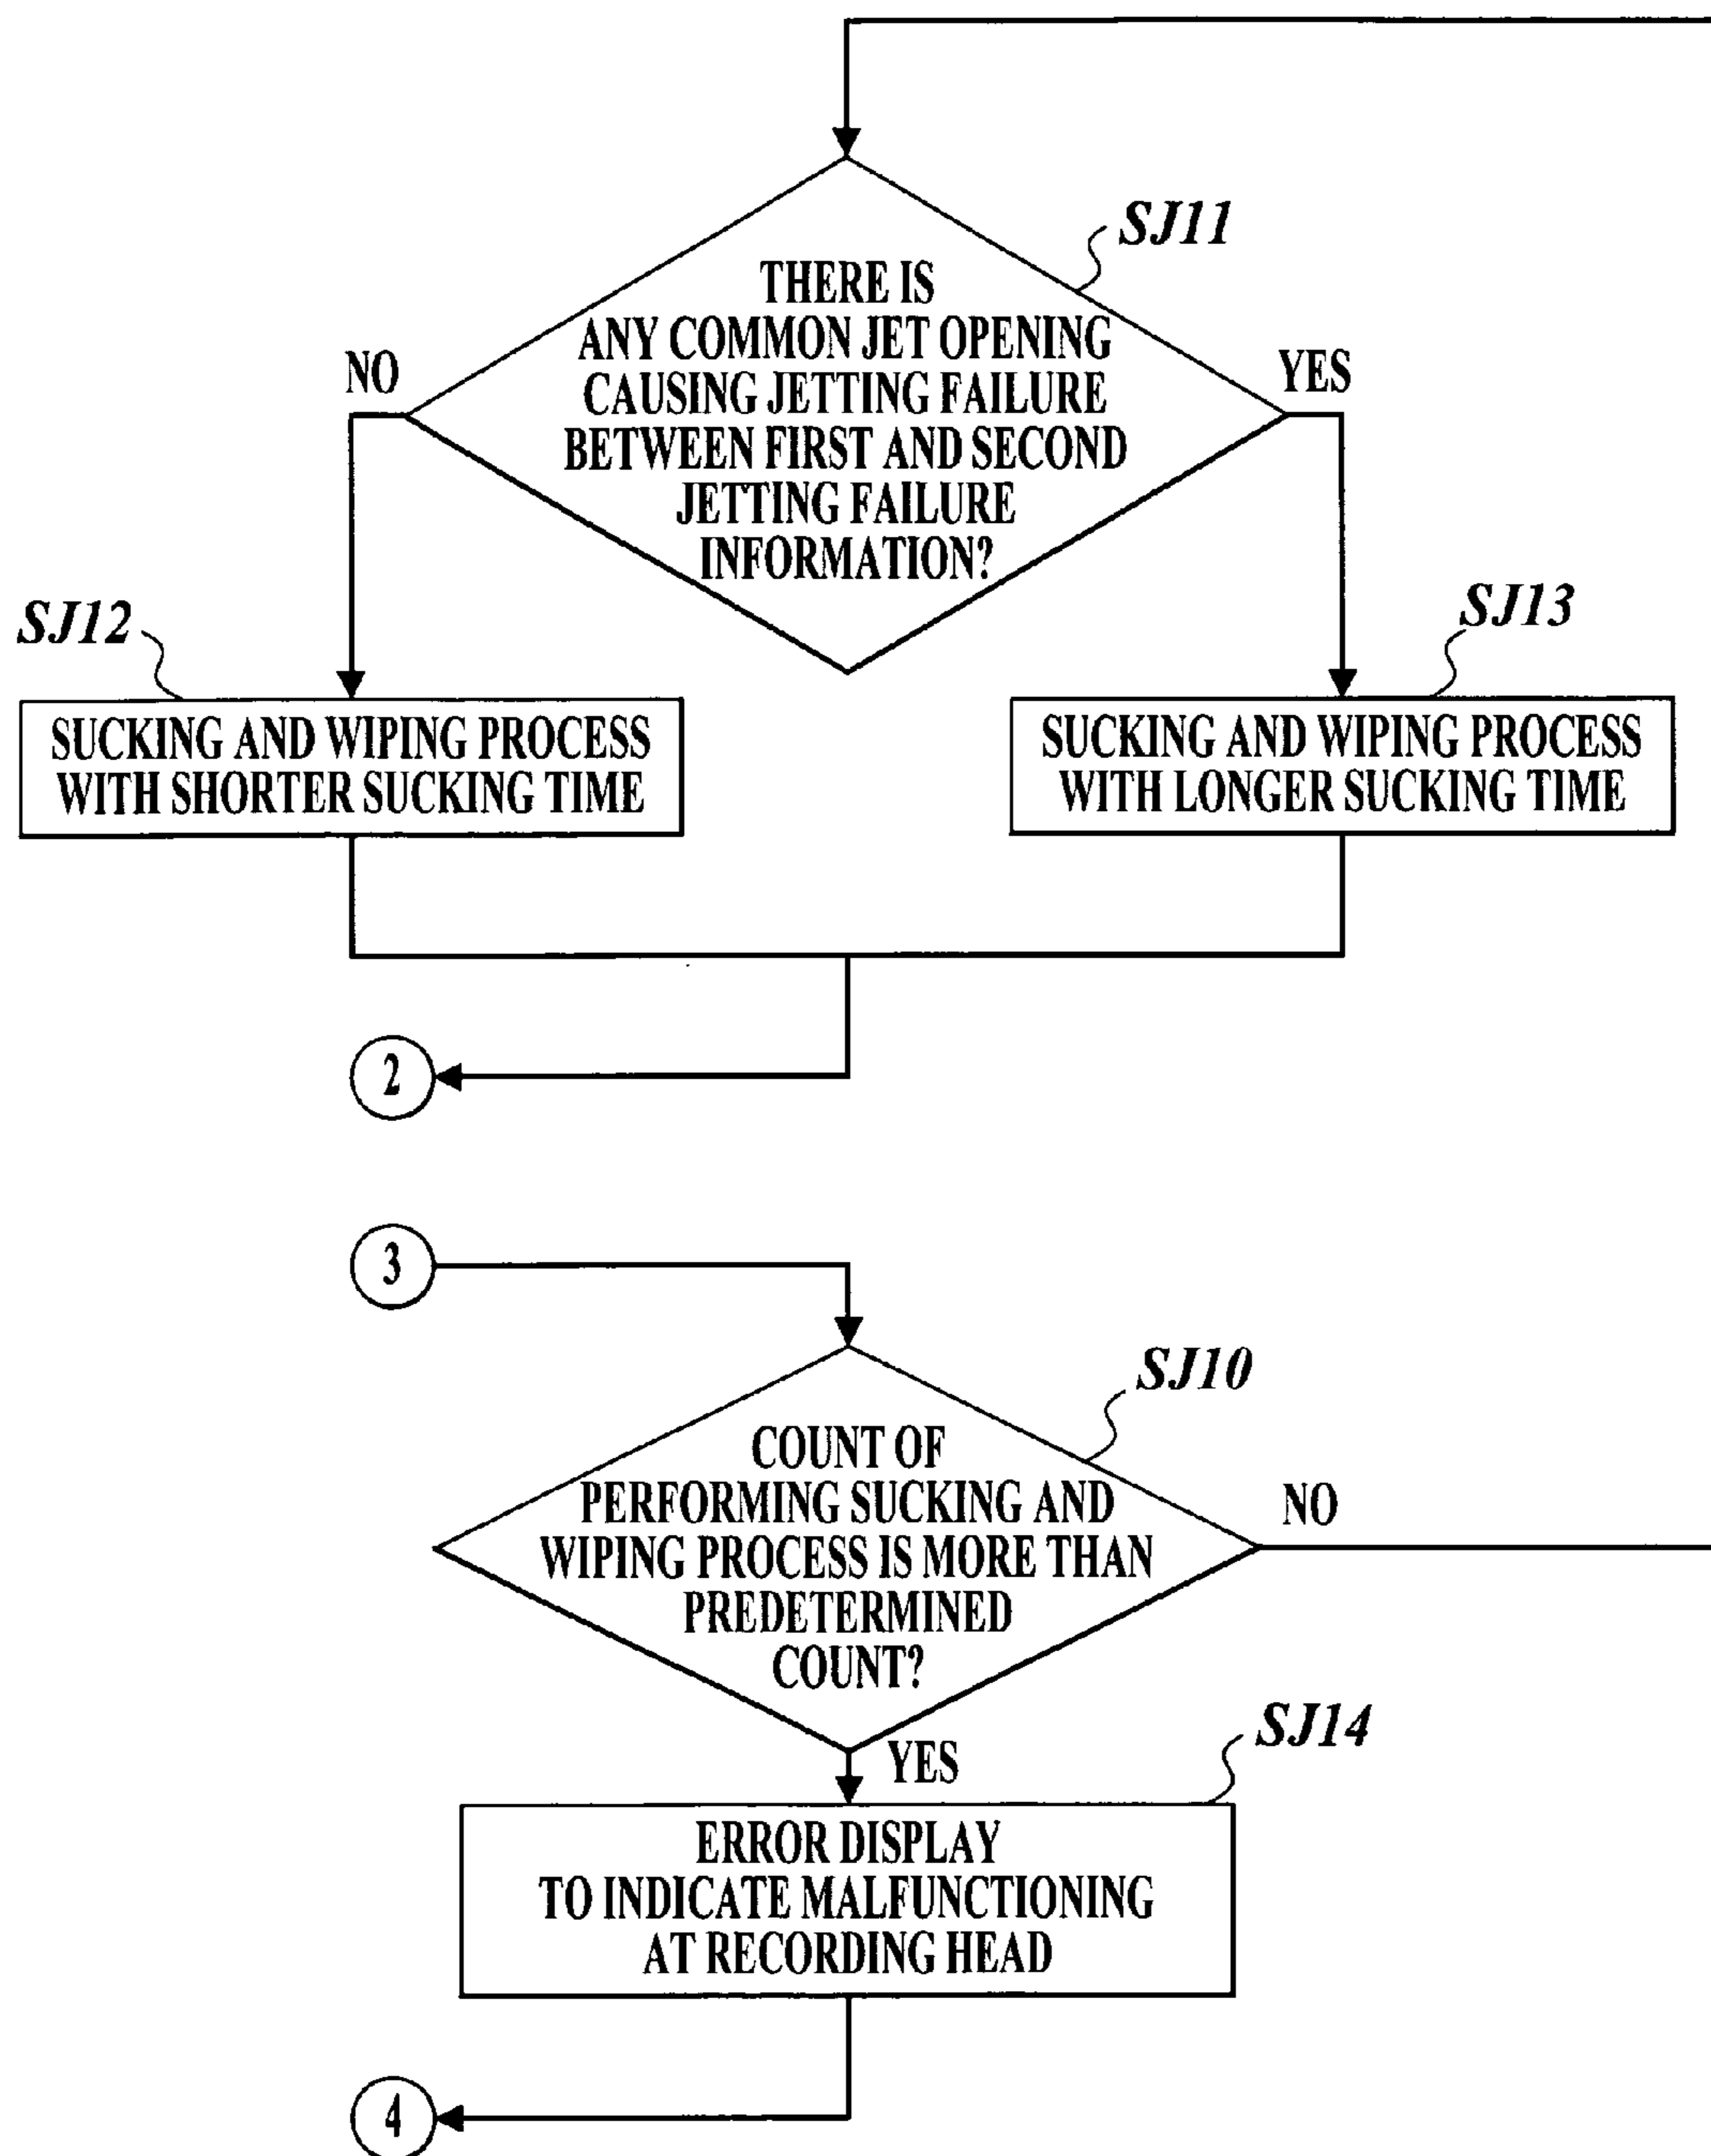 SJ11
THERE IS
ANY COMMON JET OPENING
CAUSING JETTING FAILURE
BETWEEN FIRST AND SECOND
JETTING FAILURE
INFORMATION?
NO
YES
SJ12
SJ13
SUCKING AND WIPING PROCESS
WITH SHORTER SUCKING TIME
SUCKING AND WIPING PROCESS
WITH LONGER SUCKING TIME
2
3
SJ10
COUNT OF
PERFORMING SUCKING AND
WIPING PROCESS IS MORE THAN
PREDETERMINED
COUNT?
NO
YES
SJ14
ERROR DISPLAY
TO INDICATE MALFUNCTIONING
AT RECORDING HEAD
4